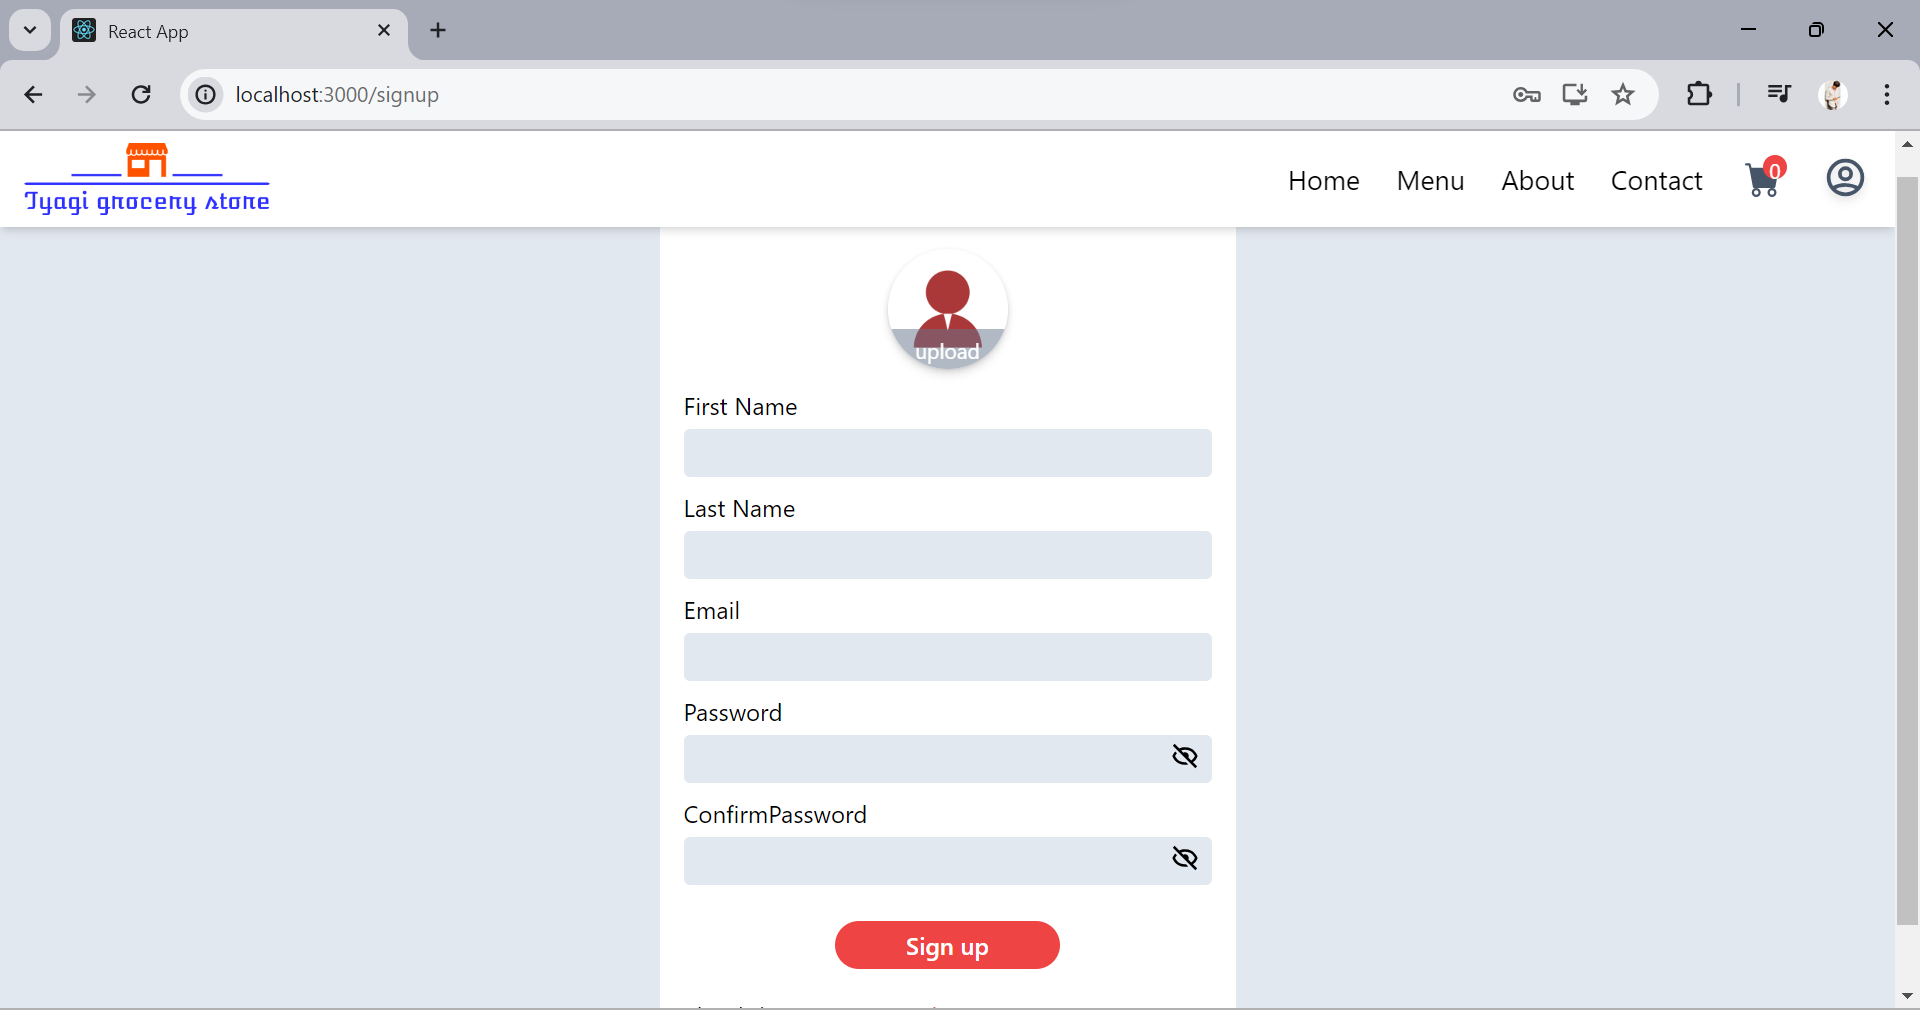 React App
localhost:3000/signup
Tyagi grocery store
Home Menu About Contact 0
upload
First Name
Last Name
Email
Password
ConfirmPassword
Sign up